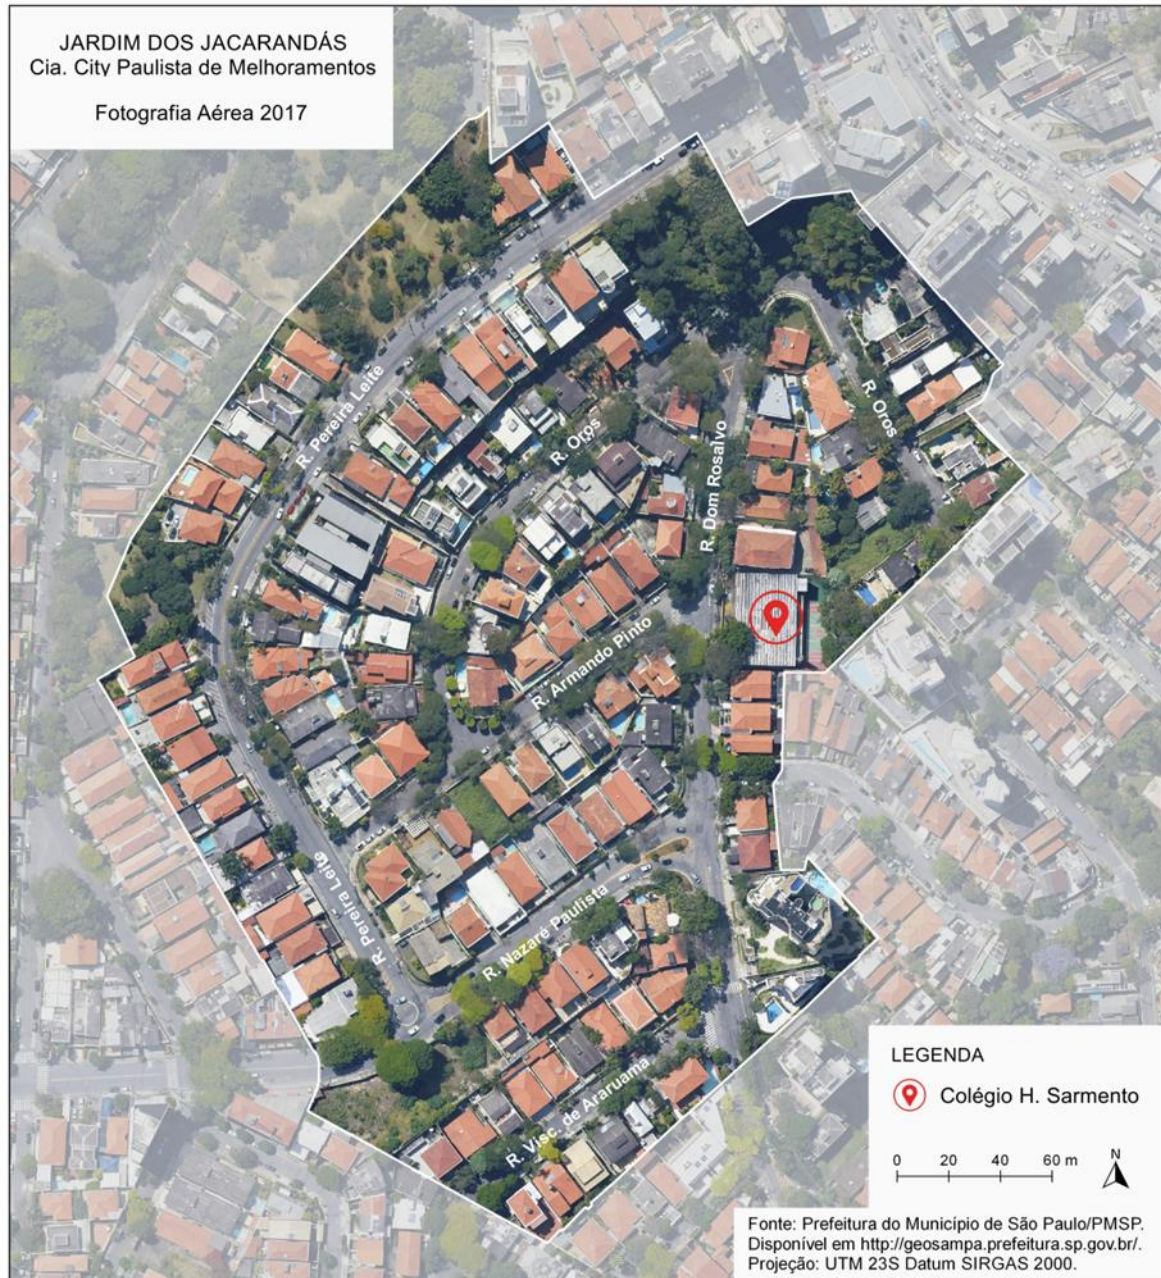 JARDIM DOS JACARANDÁS
Cia. City Paulista de Melhoramentos
Fotografia Aérea 2017
R. Pereira Leite
R. Oros
R. Oros
R. Dom Rosalvo
R. Armando Pinto
R. Pereira Leite
R. Nazaré Paulista
R. Visc. de Araruama
LEGENDA
Colégio H. Sarmento
0 20 40 60 m
N
Fonte: Prefeitura do Município de São Paulo/PMSP.
Disponível em http://geosampa.prefeitura.sp.gov.br/.
Projeção: UTM 23S Datum SIRGAS 2000.